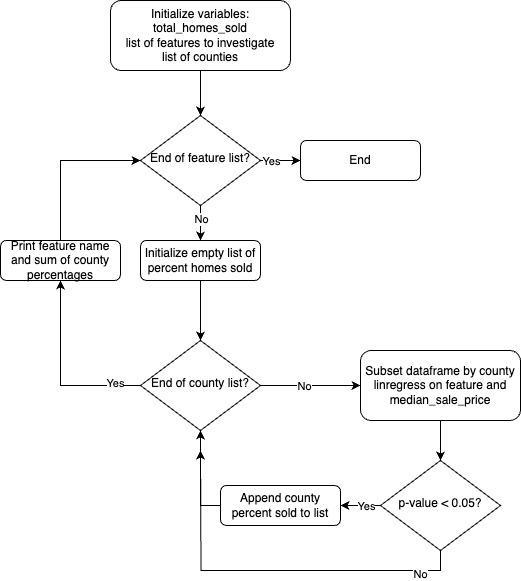 Initialize variables:
total_homes_sold
list of features to investigate
list of counties
End of feature list?
Yes
End
No
Print feature name
and sum of county
percentages
Initialize empty list of
percent homes sold
End of county list?
Yes
No
Subset dataframe by county
linregress on feature and
median_sale_price
p-value < 0.05?
Yes
Append county
percent sold to list
No